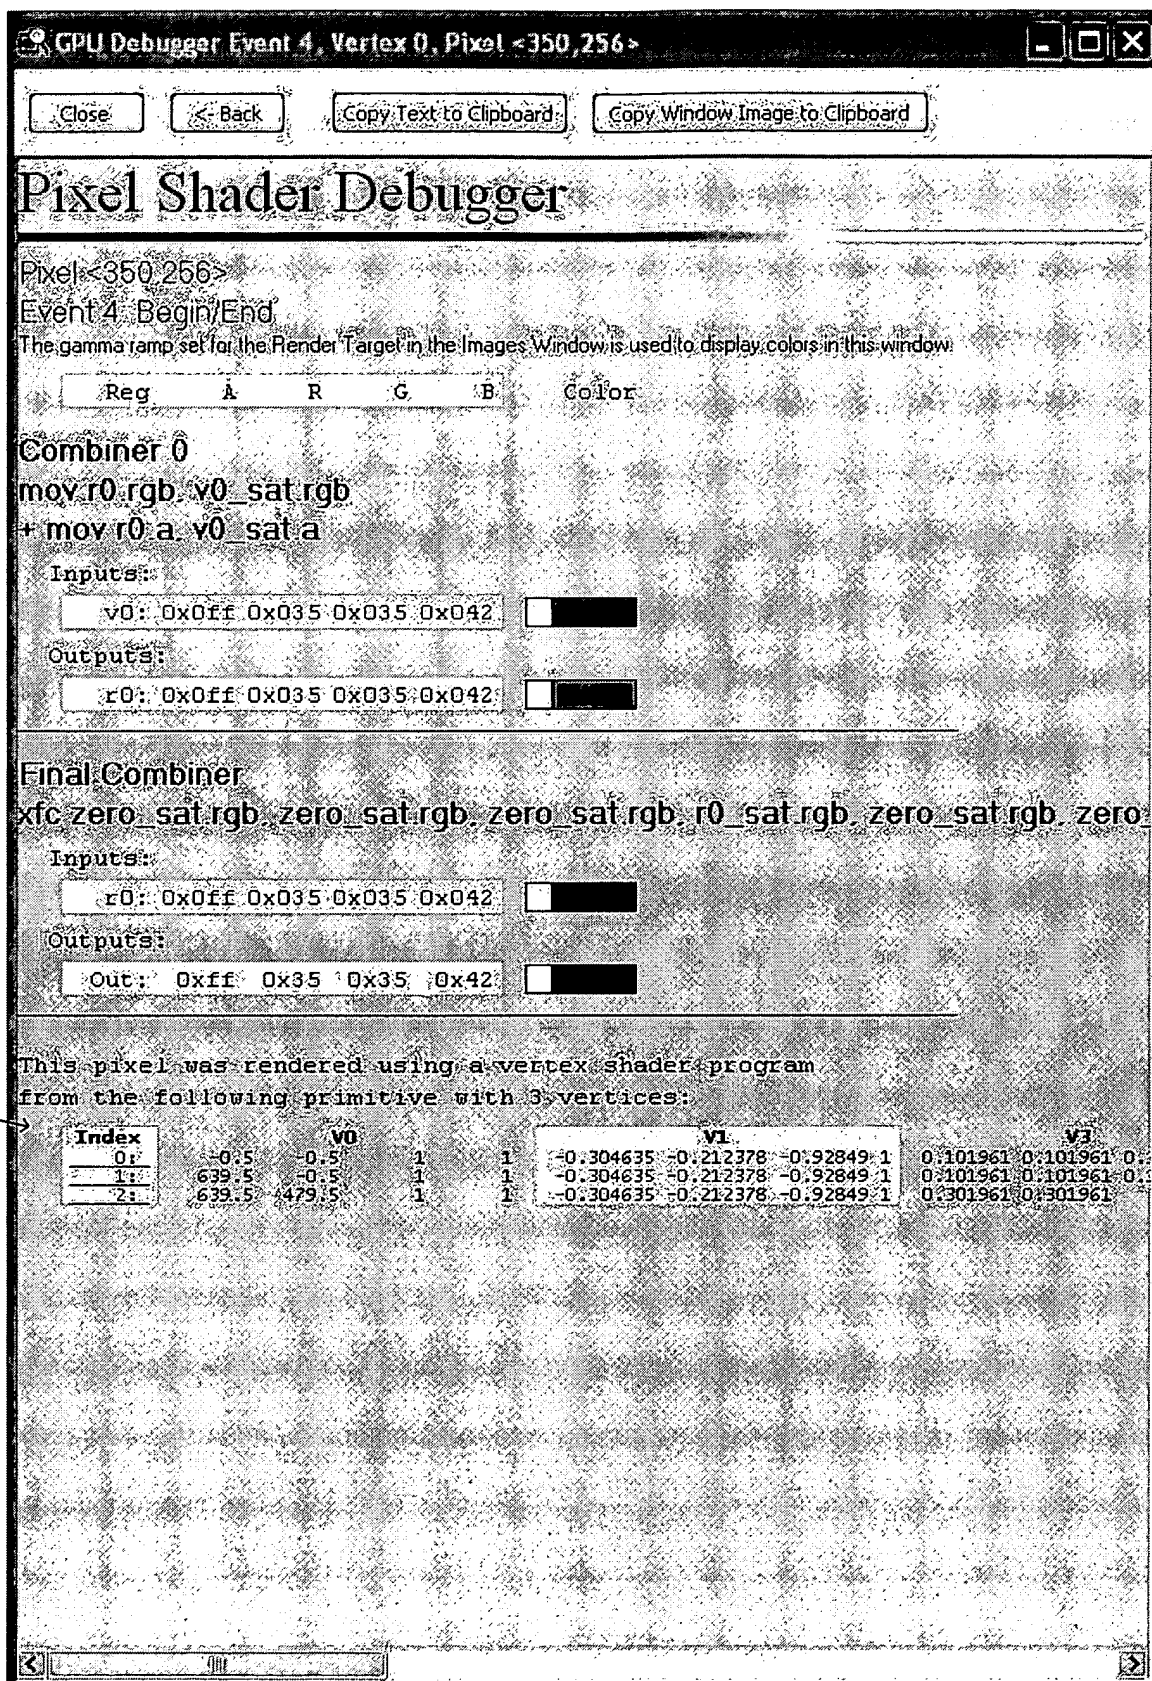 GPU Debugger Event 4, Vertex 0, Pixel <350,256>
Close <- Back Copy Text to Clipboard Copy Window Image to Clipboard
Pixel Shader Debugger
Pixel <350,256>
Event 4: Begin/End
The gamma ramp set for the Render Target in the Images Window is used to display colors in this window.
Reg A R G B Color
Combiner 0
mov r0.rgb, v0_sat.rgb
+ mov r0.a, v0_sat.a
Inputs:
v0: 0x0ff 0x035 0x035 0x042
Outputs:
r0: 0x0ff 0x035 0x035 0x042
Final Combiner
xfc zero_sat.rgb, zero_sat.rgb, zero_sat.rgb, r0_sat.rgb, zero_sat.rgb, zero_
Inputs:
r0: 0x0ff 0x035 0x035 0x042
Outputs:
Out: 0xff 0x35 0x35 0x42
This pixel was rendered using a vertex shader program
from the following primitive with 3 vertices:
Index V0 V1 V3
0: -0.5 -0.5 1 1 -0.304635 -0.212378 -0.92849 1 0.101961 0.101961 0.
1: 639.5 -0.5 1 1 -0.304635 -0.212378 -0.92849 1 0.101961 0.101961
2: 639.5 479.5 1 1 -0.304635 -0.212378 -0.92849 1 0.301961 0.301961